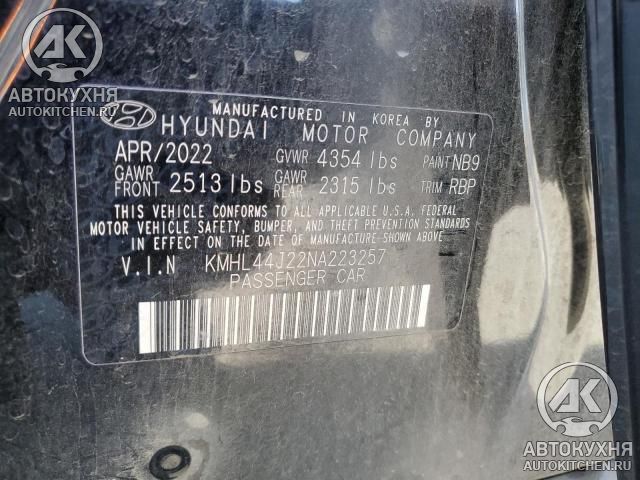 АВТОКУХНЯ
AUTOKITCHEN.RU
MANUFACTURED IN KOREA BY
HYUNDAI MOTOR COMPANY
APR/2022 GVWR 4354 lbs PAINT NB9
GAWR FRONT 2513 lbs GAWR REAR 2315 lbs TRIM RBP
THIS VEHICLE CONFORMS TO ALL APPLICABLE U.S.A. FEDERAL
MOTOR VEHICLE SAFETY, BUMPER, AND THEFT PREVENTION STANDARDS
IN EFFECT ON THE DATE OF MANUFACTURE SHOWN ABOVE.
V.I.N KMHL44J22NA223257
PASSENGER CAR
АВТОКУХНЯ
AUTOKITCHEN.RU